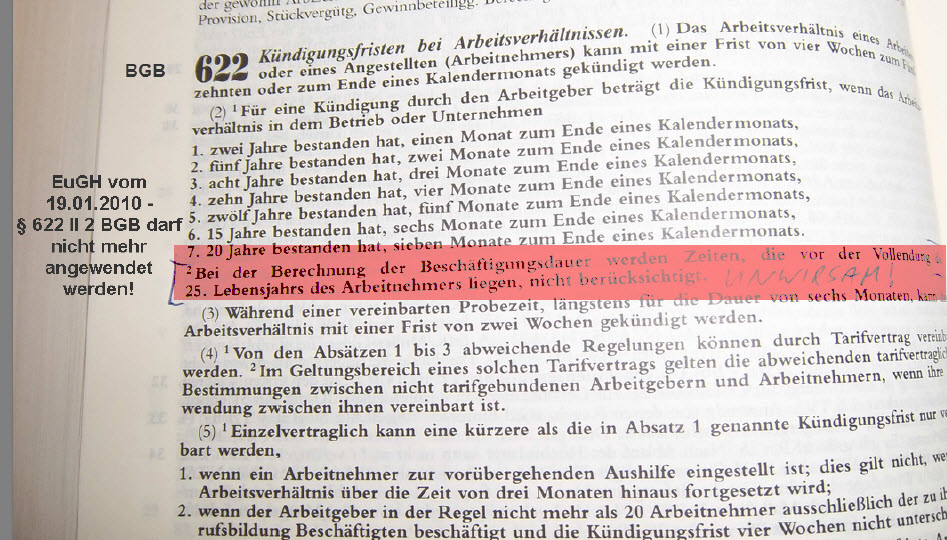 der gewöhn
Provision, Stückvergütg, Gewinnbeteiligg.
BGB
622 Kündigungsfristen bei Arbeitsverhältnissen. (1) Das Arbeitsverhältnis eines
oder eines Angestellten (Arbeitnehmers) kann mit einer Frist von vier Wochen zum
zehnten oder zum Ende eines Kalendermonats gekündigt werden.
(2) ¹Für eine Kündigung durch den Arbeitgeber beträgt die Kündigungsfrist, wenn das
verhältnis in dem Betrieb oder Unternehmen
1. zwei Jahre bestanden hat, einen Monat zum Ende eines Kalendermonats,
2. fünf Jahre bestanden hat, zwei Monate zum Ende eines Kalendermonats,
3. acht Jahre bestanden hat, drei Monate zum Ende eines Kalendermonats,
4. zehn Jahre bestanden hat, vier Monate zum Ende eines Kalendermonats,
5. zwölf Jahre bestanden hat, fünf Monate zum Ende eines Kalendermonats,
6. 15 Jahre bestanden hat, sechs Monate zum Ende eines Kalendermonats,
7. 20 Jahre bestanden hat, sieben Monate zum Ende eines Kalendermonats.
²Bei der Berechnung der Beschäftigungsdauer werden Zeiten, die vor der Vollendung
25. Lebensjahrs des Arbeitnehmers liegen, nicht berücksichtigt. UNWIRSAM!
EuGH vom
19.01.2010 -
§ 622 II 2 BGB darf
nicht mehr
angewendet
werden!
(3) Während einer vereinbarten Probezeit, längstens für die Dauer von sechs Monaten, kann
Arbeitsverhältnis mit einer Frist von zwei Wochen gekündigt werden.
(4) ¹Von den Absätzen 1 bis 3 abweichende Regelungen können durch Tarifvertrag
werden. ²Im Geltungsbereich eines solchen Tarifvertrags gelten die abweichenden
Bestimmungen zwischen nicht tarifgebundenen Arbeitgebern und Arbeitnehmern, wenn ihre
wendung zwischen ihnen vereinbart ist.
(5) ¹Einzelvertraglich kann eine kürzere als die in Absatz 1 genannte Kündigungsfrist nur
bart werden,
1. wenn ein Arbeitnehmer zur vorübergehenden Aushilfe eingestellt ist; dies gilt nicht,
Arbeitsverhältnis über die Zeit von drei Monaten hinaus fortgesetzt wird;
2. wenn der Arbeitgeber in der Regel nicht mehr als 20 Arbeitnehmer ausschließlich der zu
rufsbildung Beschäftigten beschäftigt und die Kündigungsfrist vier Wochen nicht